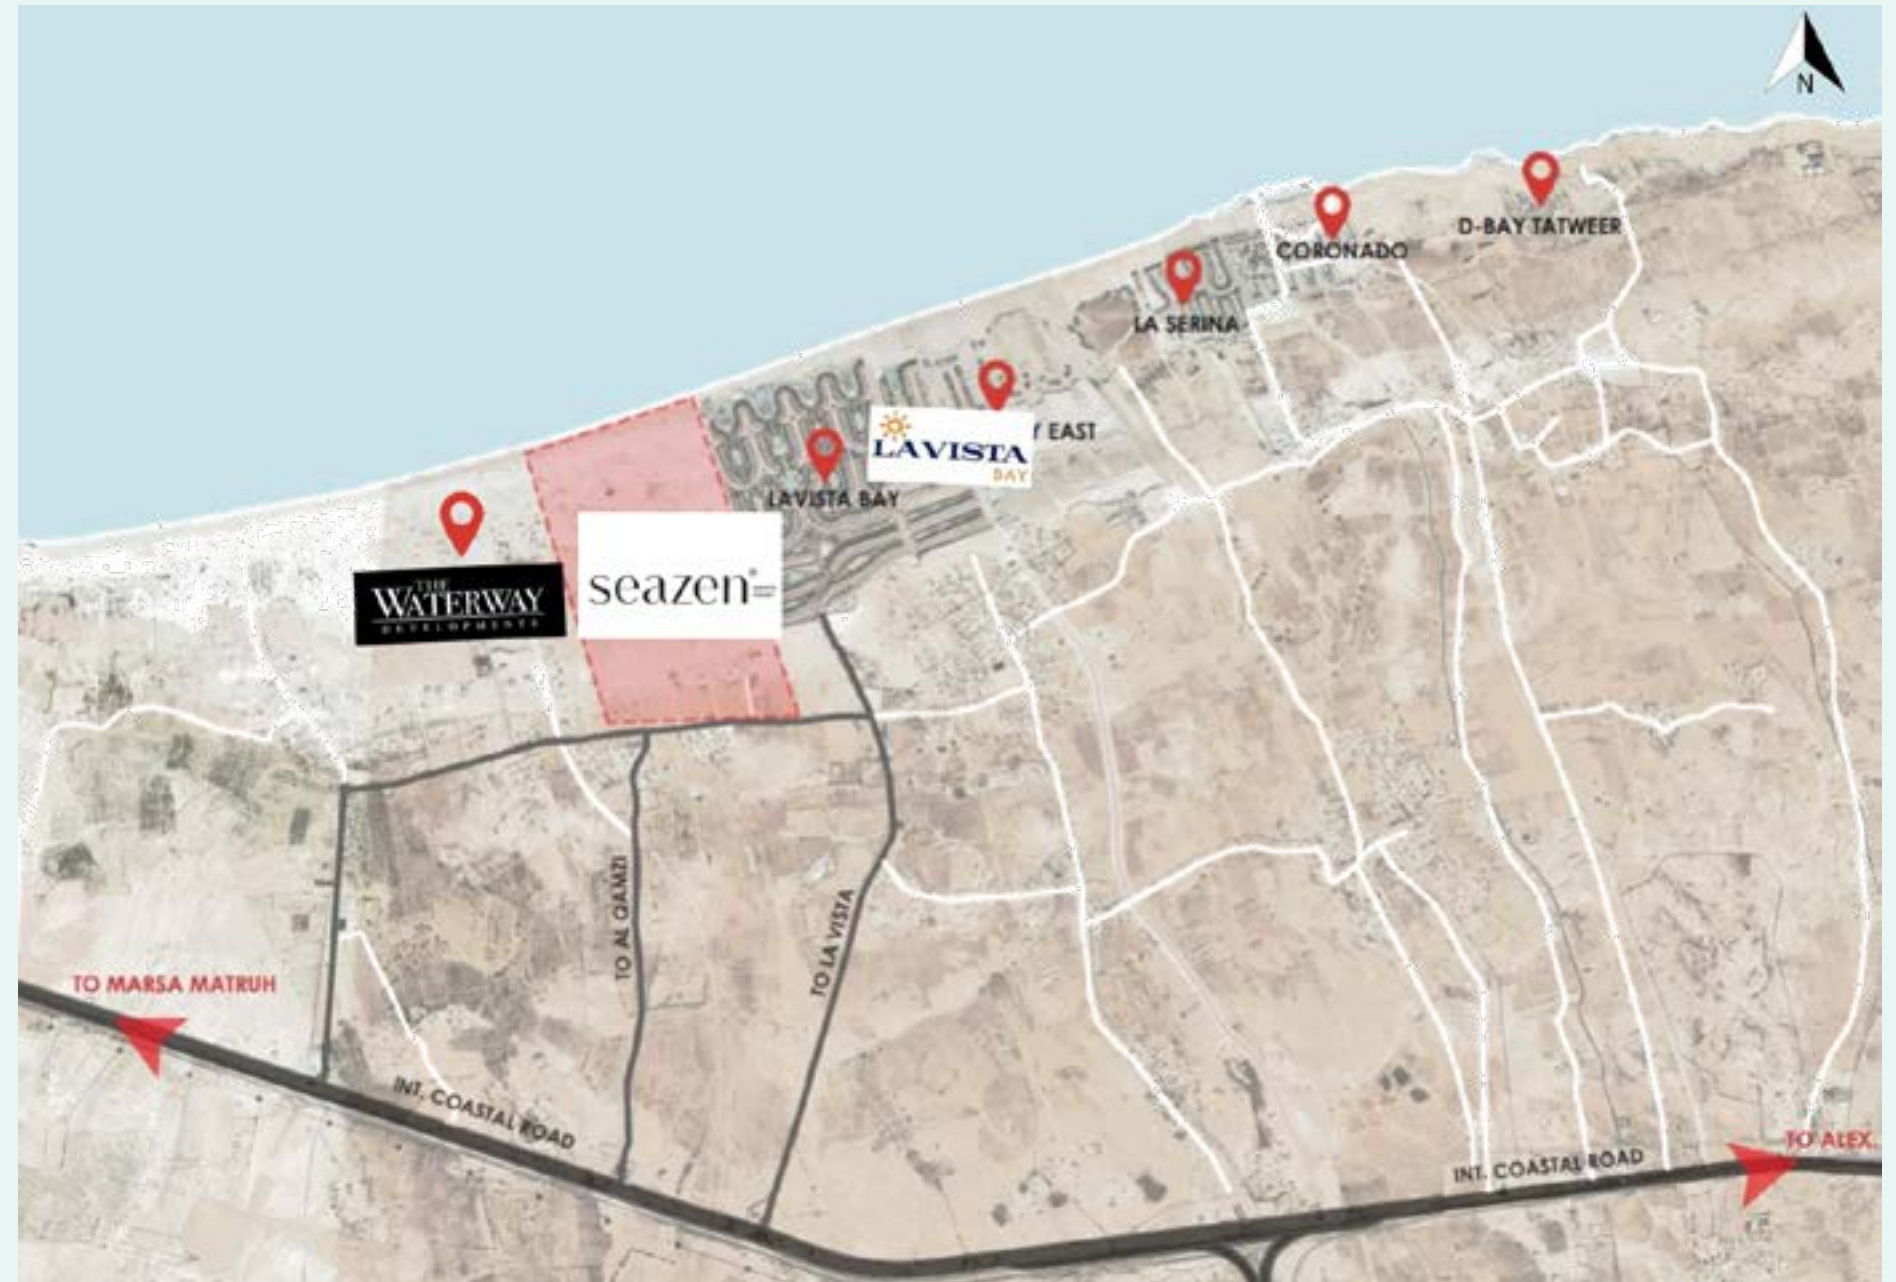 N
D-BAY TATWEER
CORONADO
LA SERINA
LAVISTA
BAY
Y EAST
LAVISTA BAY
THE
WATERWAY
DEVELOPMENTS
seazen
TO AL QAMZI
TO LA VISTA
TO MARSA MATRUH
INT. COASTAL ROAD
INT. COASTAL ROAD
TO ALEX.